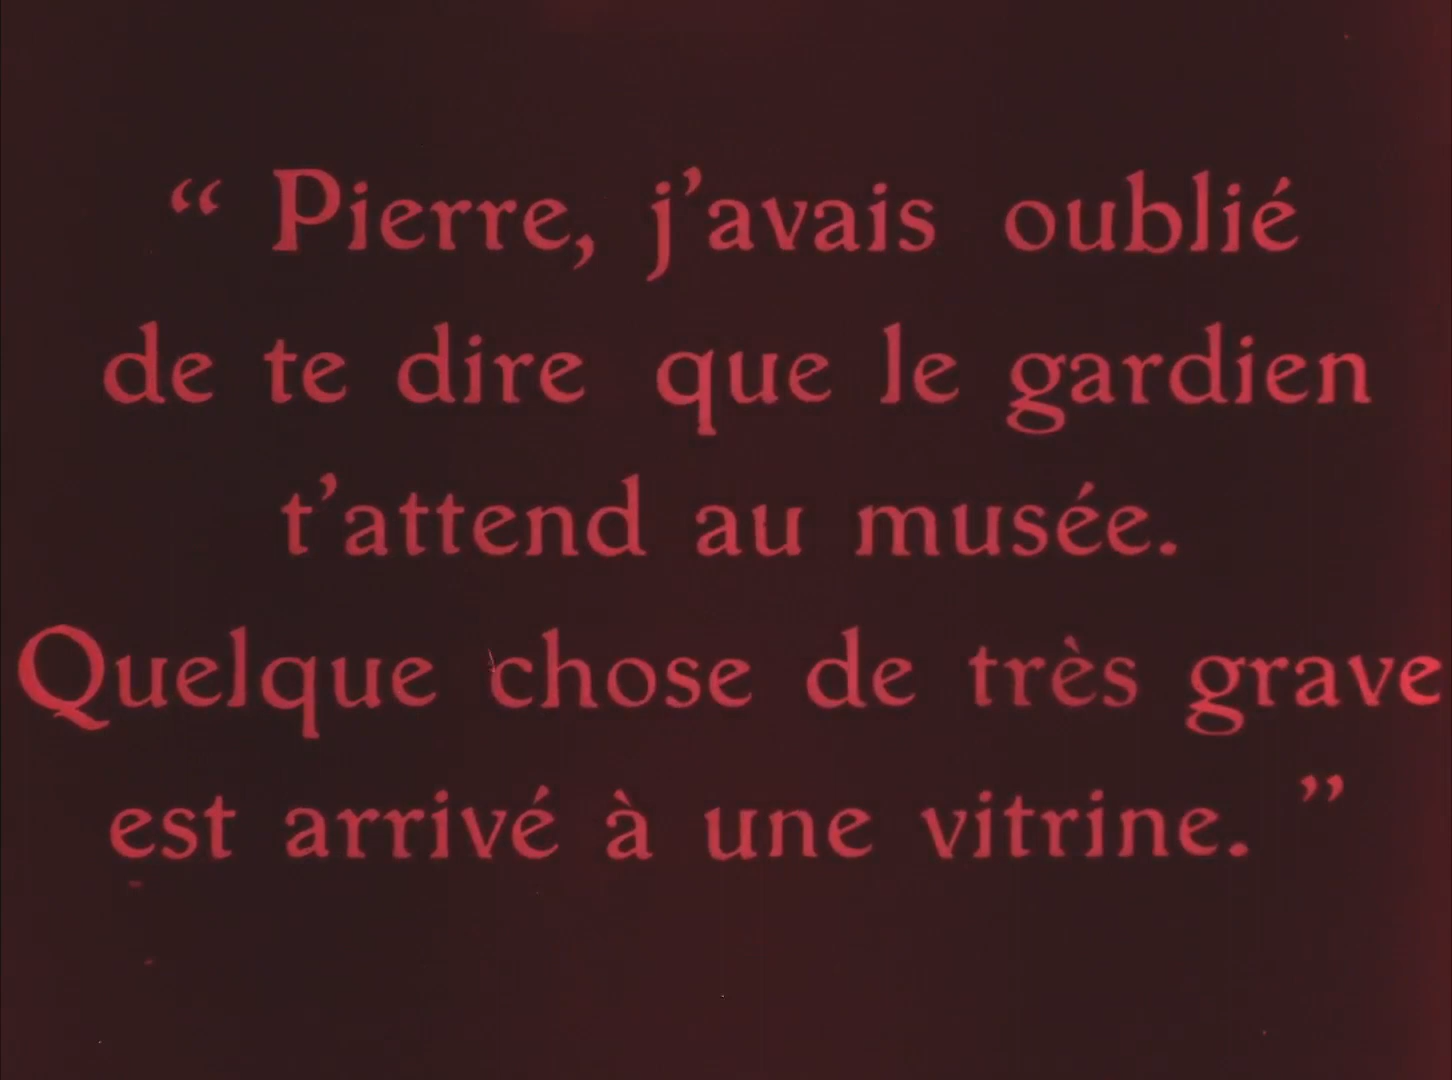 “ Pierre, j’avais oublié
de te dire que le gardien
t’attend au musée.
Quelque chose de très grave
est arrivé à une vitrine. ”